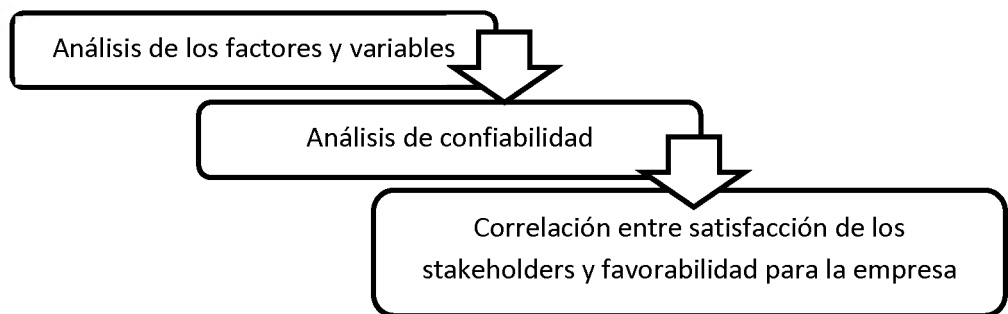 Análisis de los factores y variables
Análisis de confiabilidad
Correlación entre satisfacción de los
stakeholders y favorabilidad para la empresa